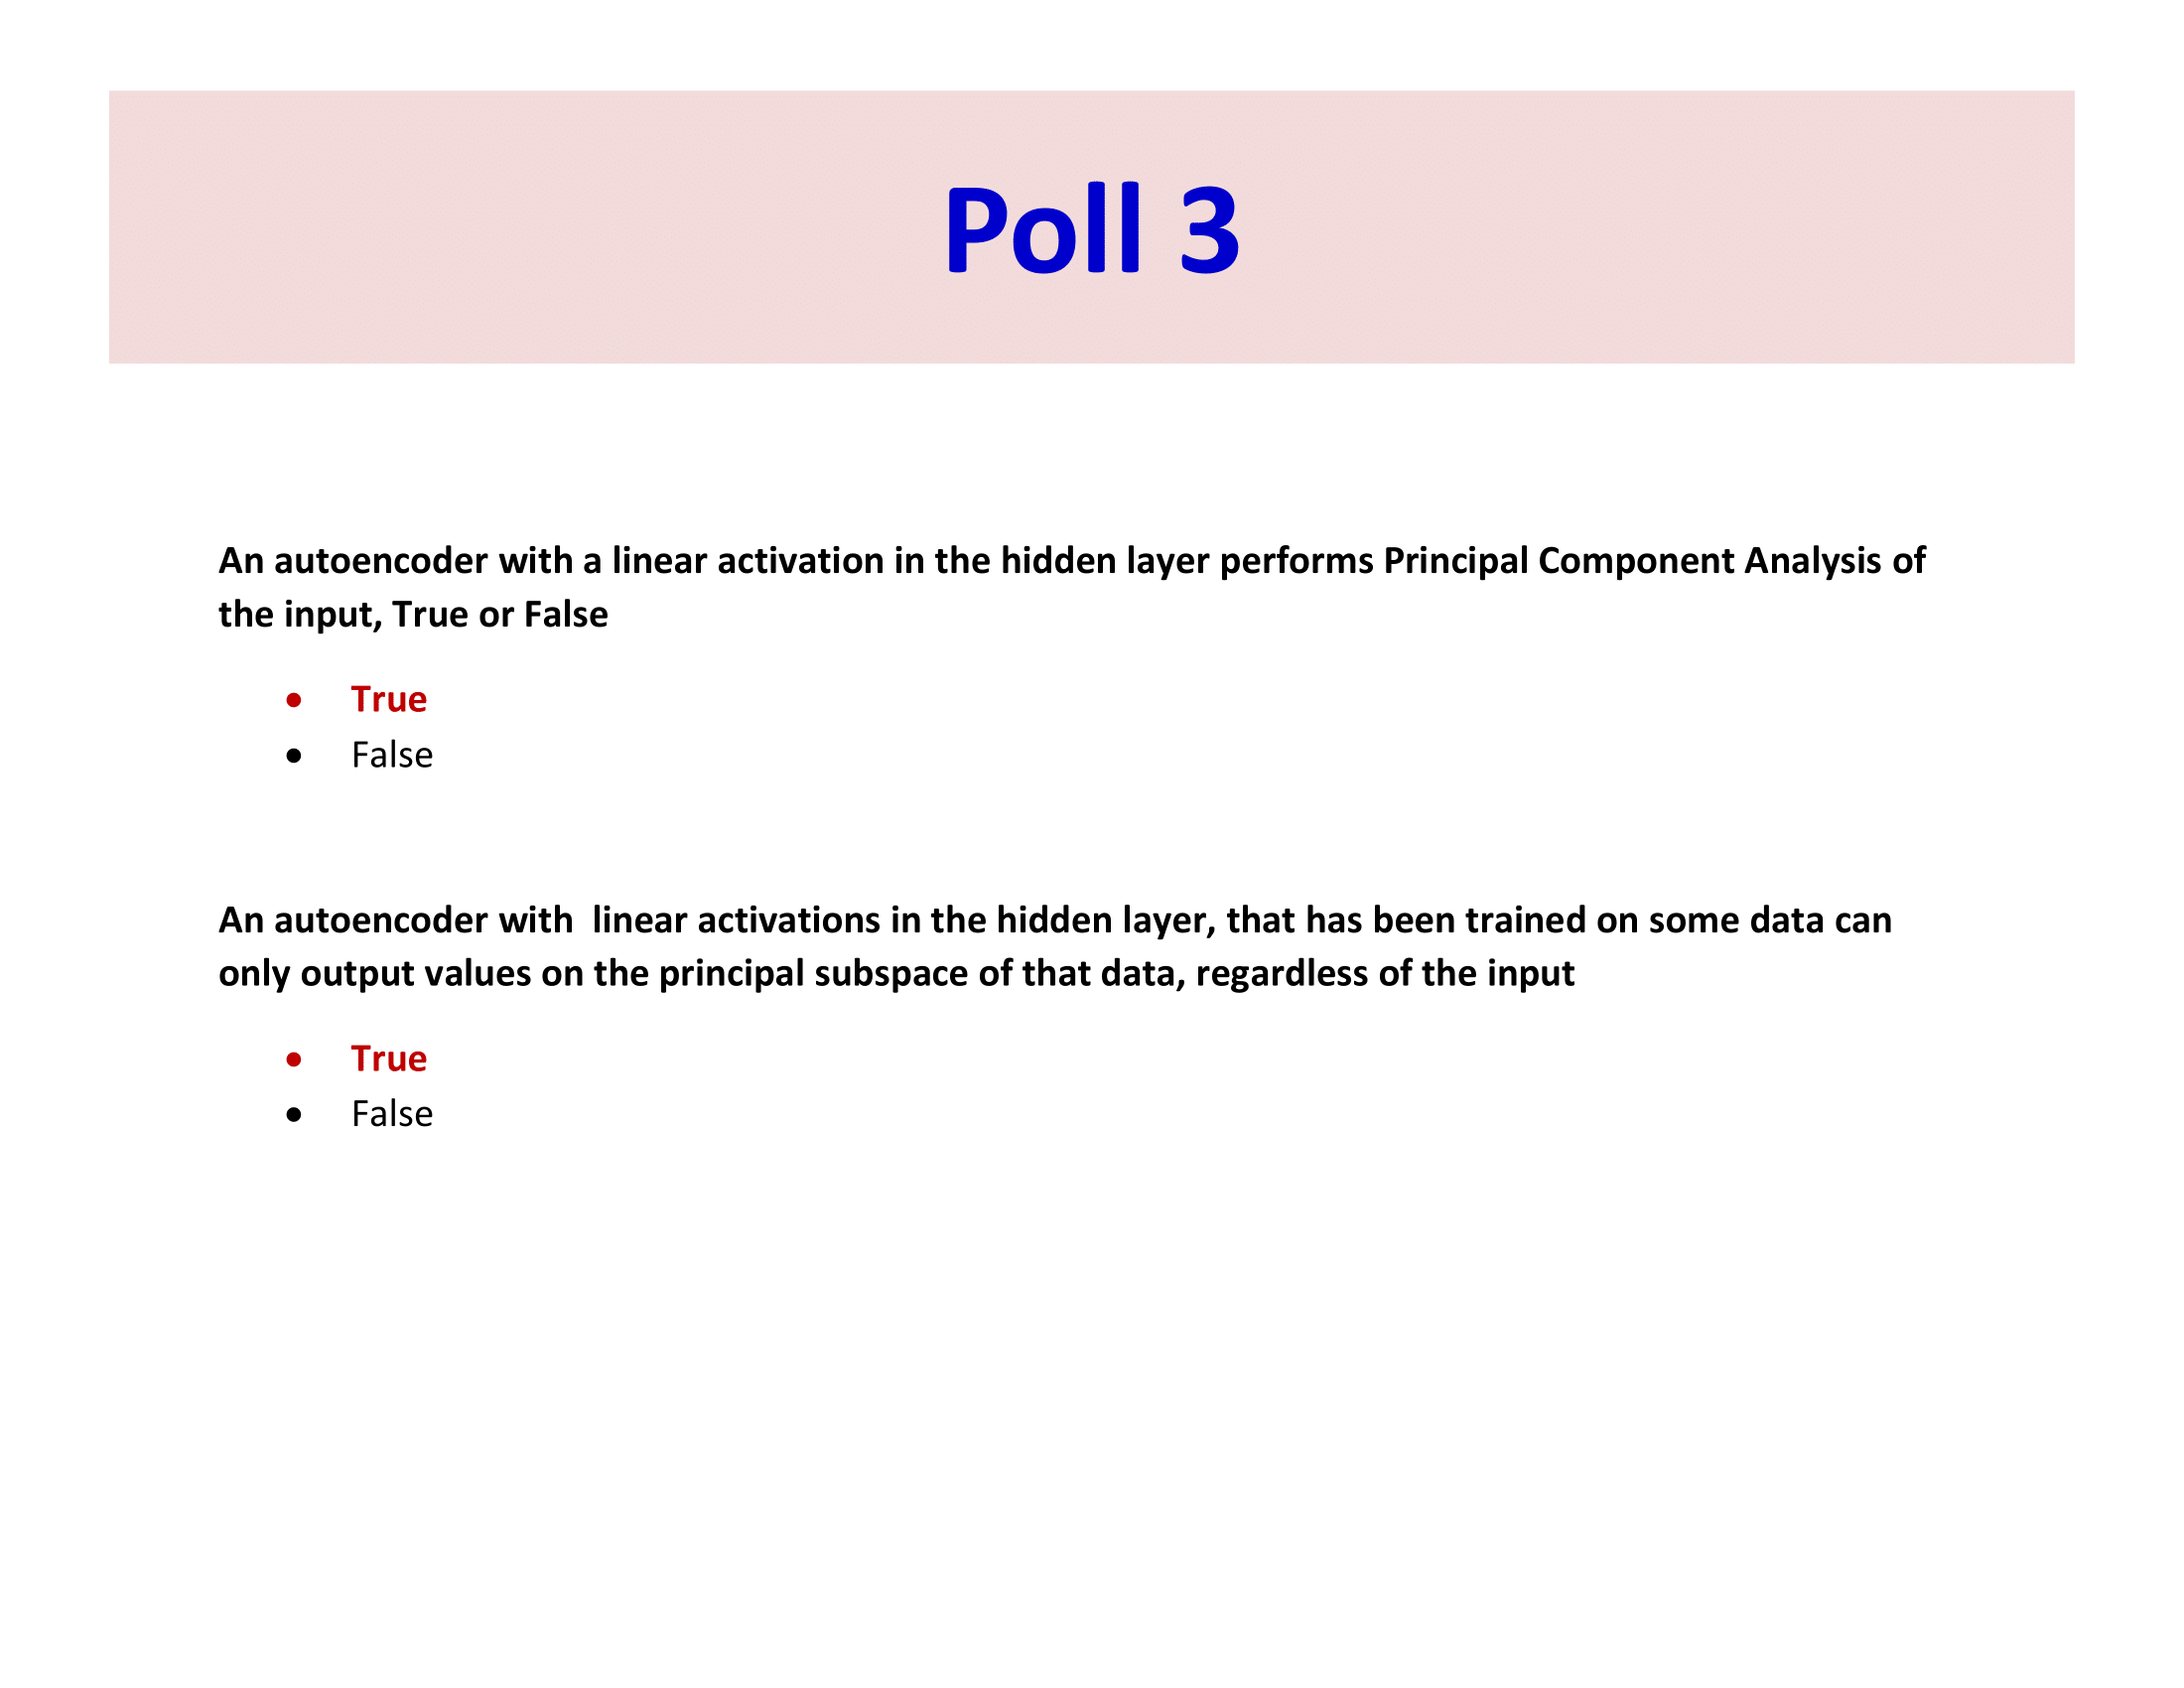 Poll 3
An autoencoder with a linear activation in the hidden layer performs Principal Component Analysis of
the input, True or False
• True
• False
An autoencoder with  linear activations in the hidden layer, that has been trained on some data can
only output values on the principal subspace of that data, regardless of the input
• True
• False